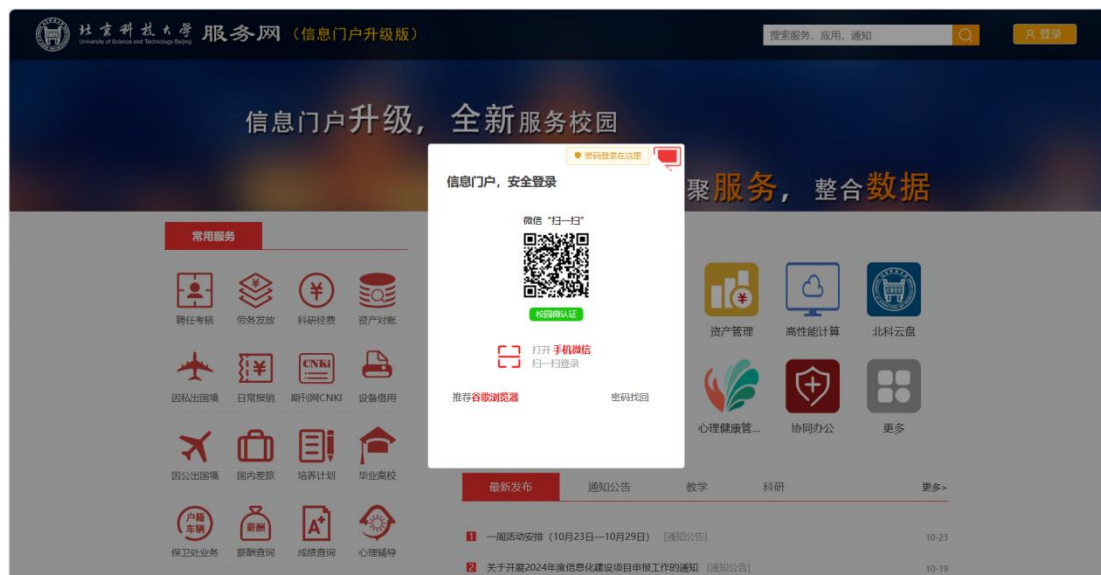 北京科技大学 服务网（信息门户升级版）
University of Science and Technology Beijing
搜索服务、应用、通知
登录
信息门户升级，全新服务校园
聚服务，整合数据
密码登录在这里
信息门户，安全登录
微信“扫一扫”
校园微认证
打开 手机微信
扫一扫登录
推荐谷歌浏览器
密码找回
常用服务
聘任考核 劳务发放 科研经费 资产对账
CNKi
因私出国境 日常报销 期刊网CNKI 设备借用
因公出国境 国内差旅 培养计划 毕业离校
户籍
车辆
薪酬
A+
保卫处业务 薪酬查询 成绩查询 心理辅导
资产管理 高性能计算 北科云盘
心理健康管... 协同办公 更多
最新发布 通知公告 教学 科研 更多»
1 一周活动安排（10月23日—10月29日） [通知公告] 10-23
2 关于开展2024年度信息化建设项目申报工作的通知 [通知公告] 10-19